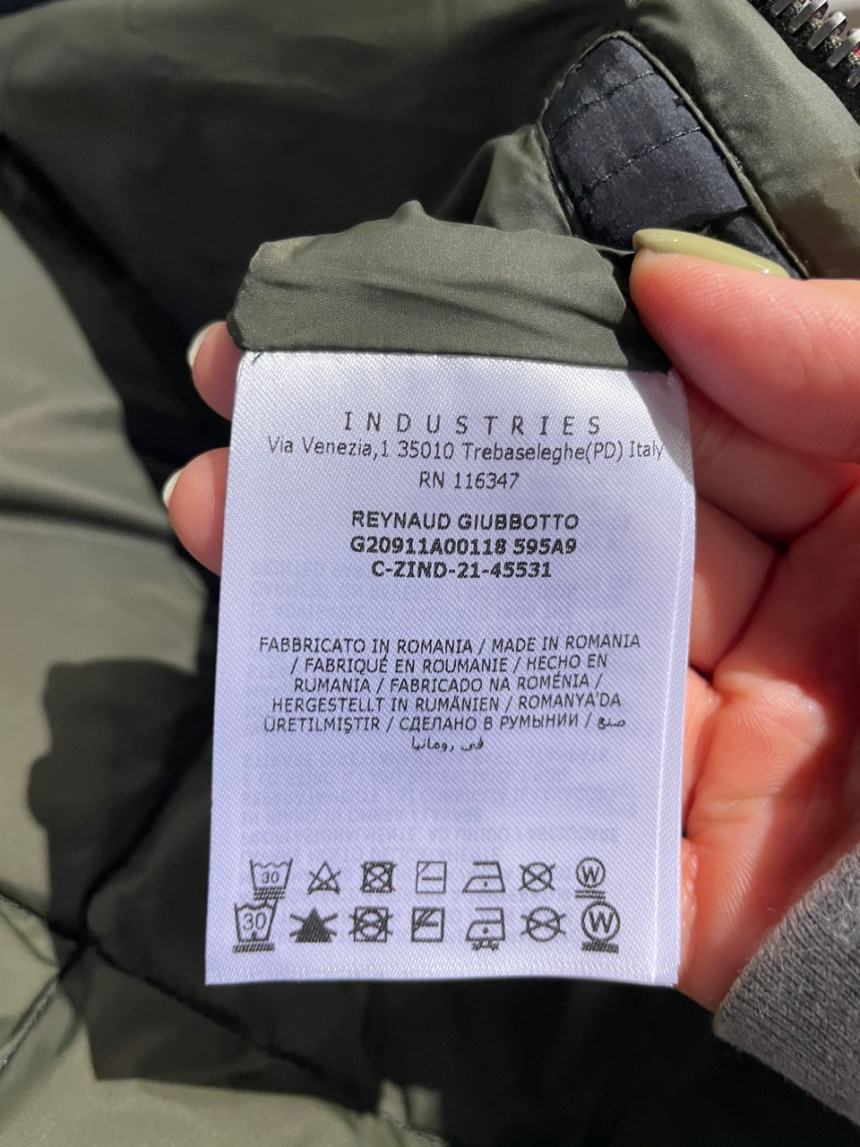 INDUSTRIES
Via Venezia,1 35010 Trebaseleghe(PD) Italy
RN 116347
REYNAUD GIUBBOTTO
G20911A00118 595A9
C-ZIND-21-45531
FABBRICATO IN ROMANIA / MADE IN ROMANIA
/ FABRIQUÉ EN ROUMANIE / HECHO EN
RUMANIA / FABRICADO NA ROMÉNIA /
HERGESTELLT IN RUMÄNIEN / ROMANYA'DA
ÜRETILMIŞTIR / СДЕЛАНО В РУМЫНИИ / صنع
في رومانيا
30 W
30 W